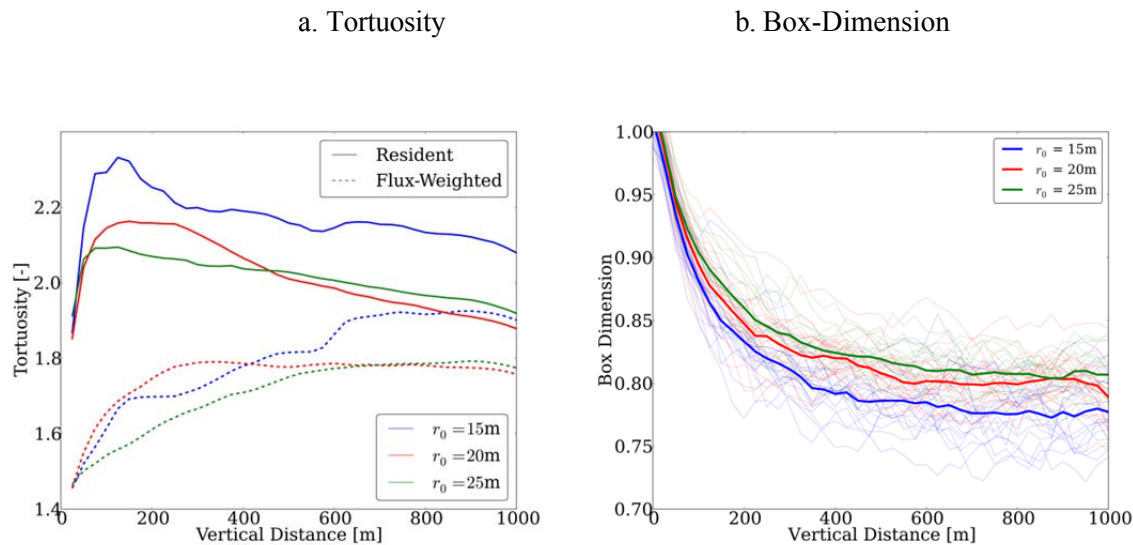 a. Tortuosity
b. Box-Dimension
Tortuosity [-]
2.2
2.0
1.8
1.6
1.4
0 200 400 600 800 1000
Vertical Distance [m]
Resident
Flux-Weighted
r₀ =15m
r₀ =20m
r₀ =25m
Box Dimension
1.00
0.95
0.90
0.85
0.80
0.75
0.70
0 200 400 600 800 1000
Vertical Distance [m]
r₀ = 15m
r₀ = 20m
r₀ = 25m